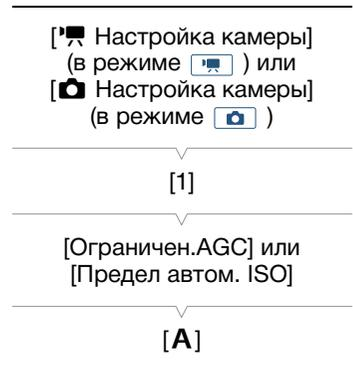 [ Настройка камеры]
(в режиме ) или
[ Настройка камеры]
(в режиме )
[1]
[Ограничен.AGC] или
[Предел автом. ISO]
[A]